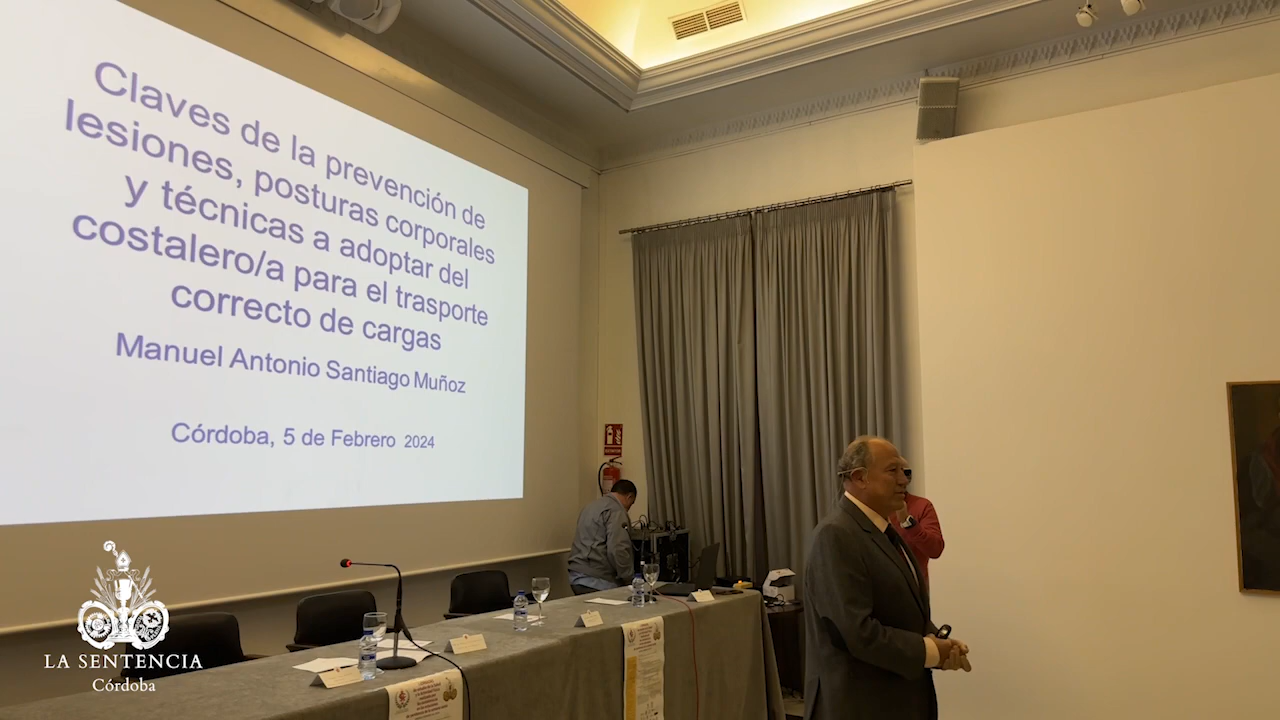 Claves de la prevención de
lesiones, posturas corporales
y técnicas a adoptar del
costalero/a para el trasporte
correcto de cargas
Manuel Antonio Santiago Muñoz
Córdoba, 5 de Febrero 2024
LA SENTENCIA
Córdoba